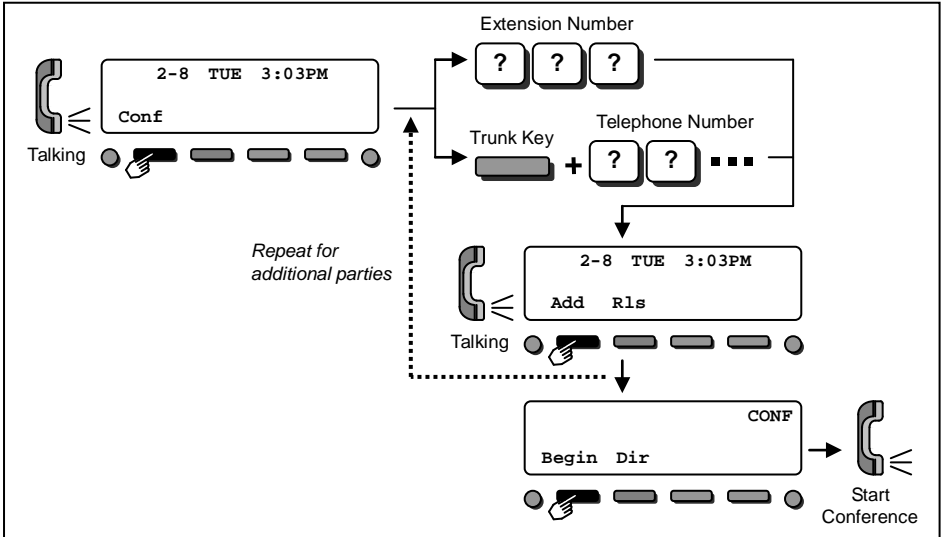 Extension Number
? ? ?
2-8 TUE 3:03PM
Conf
Talking
Trunk Key
Telephone Number
+ ? ? ...
Repeat for
additional parties
2-8 TUE 3:03PM
Add Rls
Talking
CONF
Begin Dir
Start
Conference